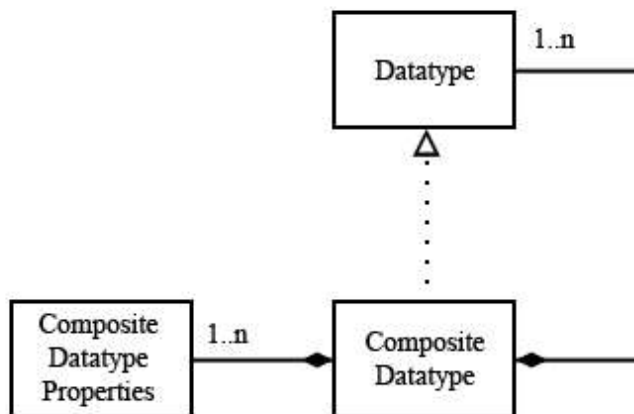 1..n
Datatype
Composite
Datatype
Properties
1..n
Composite
Datatype